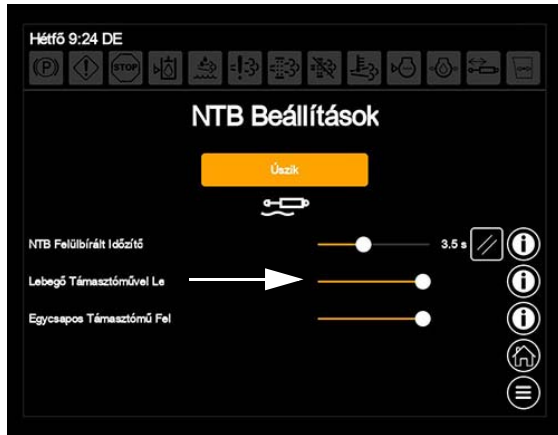 Hétfő 9:24 DE
STOP
NTB Beállítások
Úszik
NTB Felülbírált Időzítő 3.5 s
Lebegő Támasztóművel Le
Egycsapos Támasztómű Fel